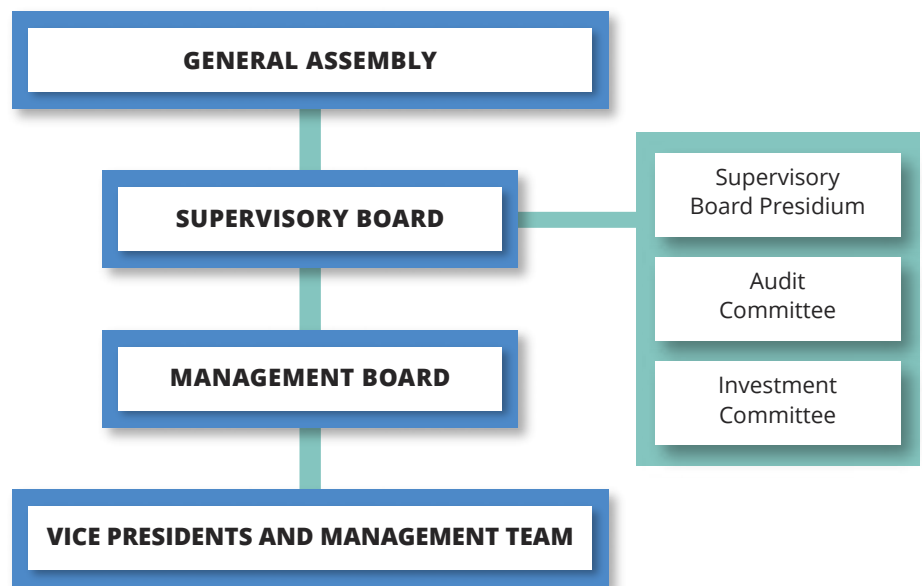 GENERAL ASSEMBLY
SUPERVISORY BOARD
Supervisory
Board Presidium
Audit
Committee
Investment
Committee
MANAGEMENT BOARD
VICE PRESIDENTS AND MANAGEMENT TEAM